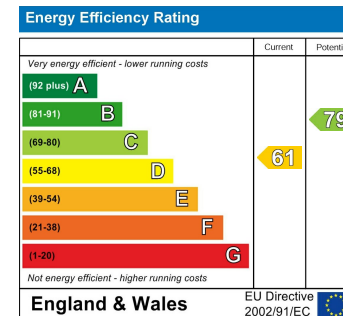 Energy Efficiency Rating
Current
Very energy efficient - lower running costs
(92 plus) A
(81-91) B
(69-80) C
(55-68) D
(39-54) E
(21-38) F
(1-20) G
61
79
Not energy efficient - higher running costs
England & Wales
EU Directive
2002/91/EC